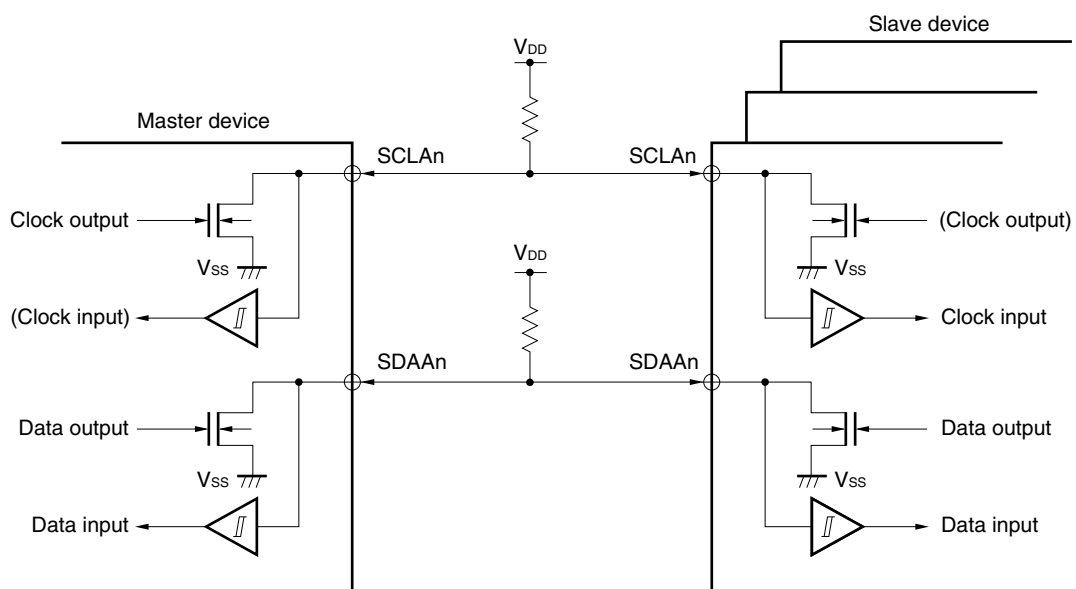 Slave device
VDD
Master device
SCLAn
SCLAn
Clock output
(Clock output)
VSS
VDD
VSS
(Clock input)
Clock input
SDAAn
SDAAn
Data output
Data output
VSS
VSS
Data input
Data input